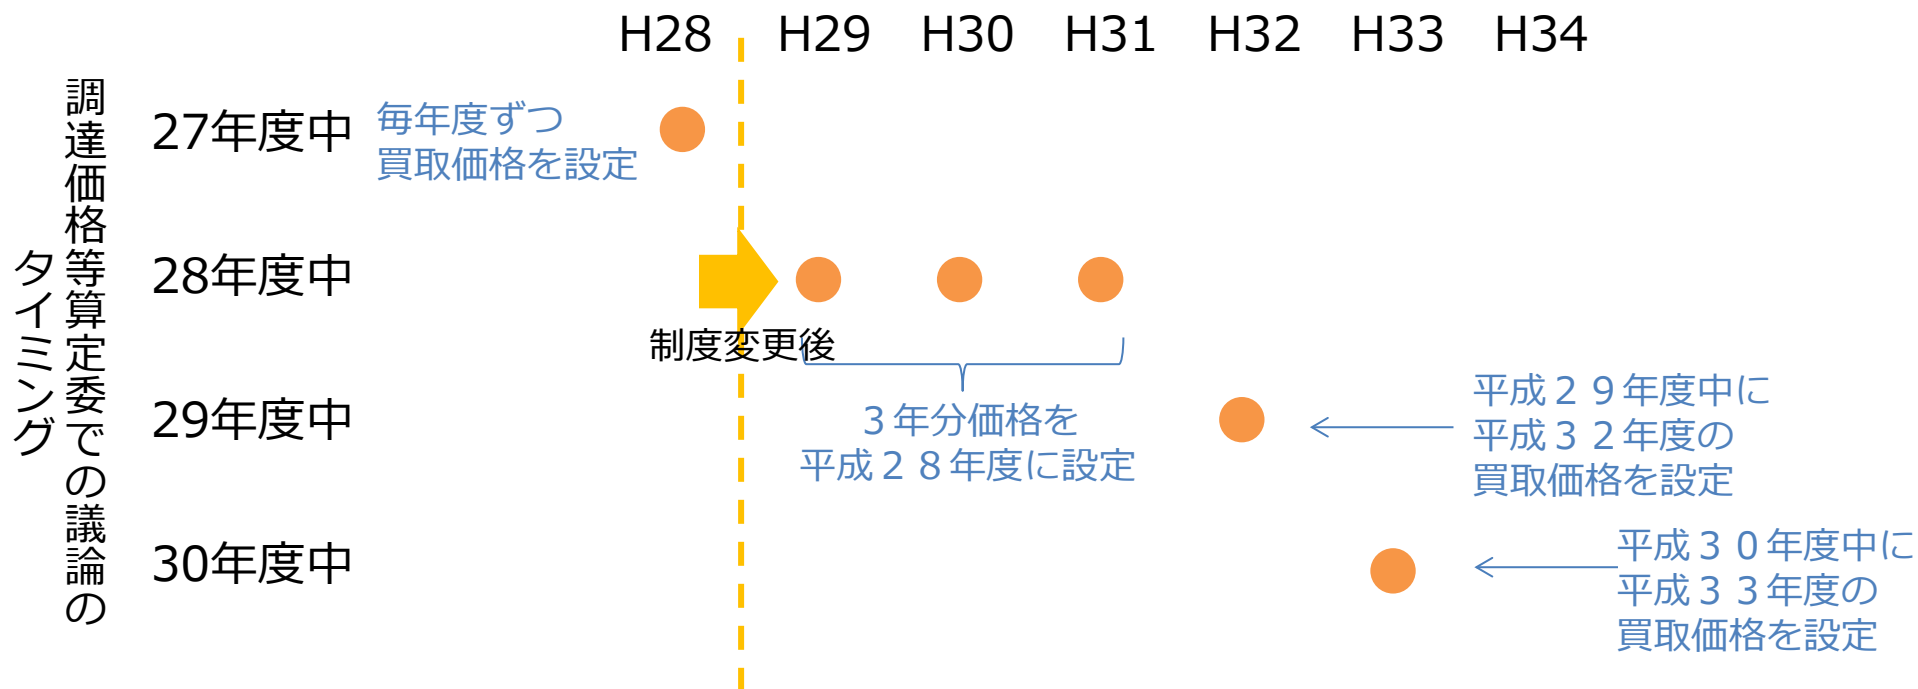 H28 H29 H30 H31 H32 H33 H34
調達価格等算定委での議論の
タイミング
27年度中
毎年度ずつ
買取価格を設定
28年度中
制度変更後
3年分価格を
平成28年度に設定
29年度中
平成29年度中に
平成32年度の
買取価格を設定
30年度中
平成30年度中に
平成33年度の
買取価格を設定